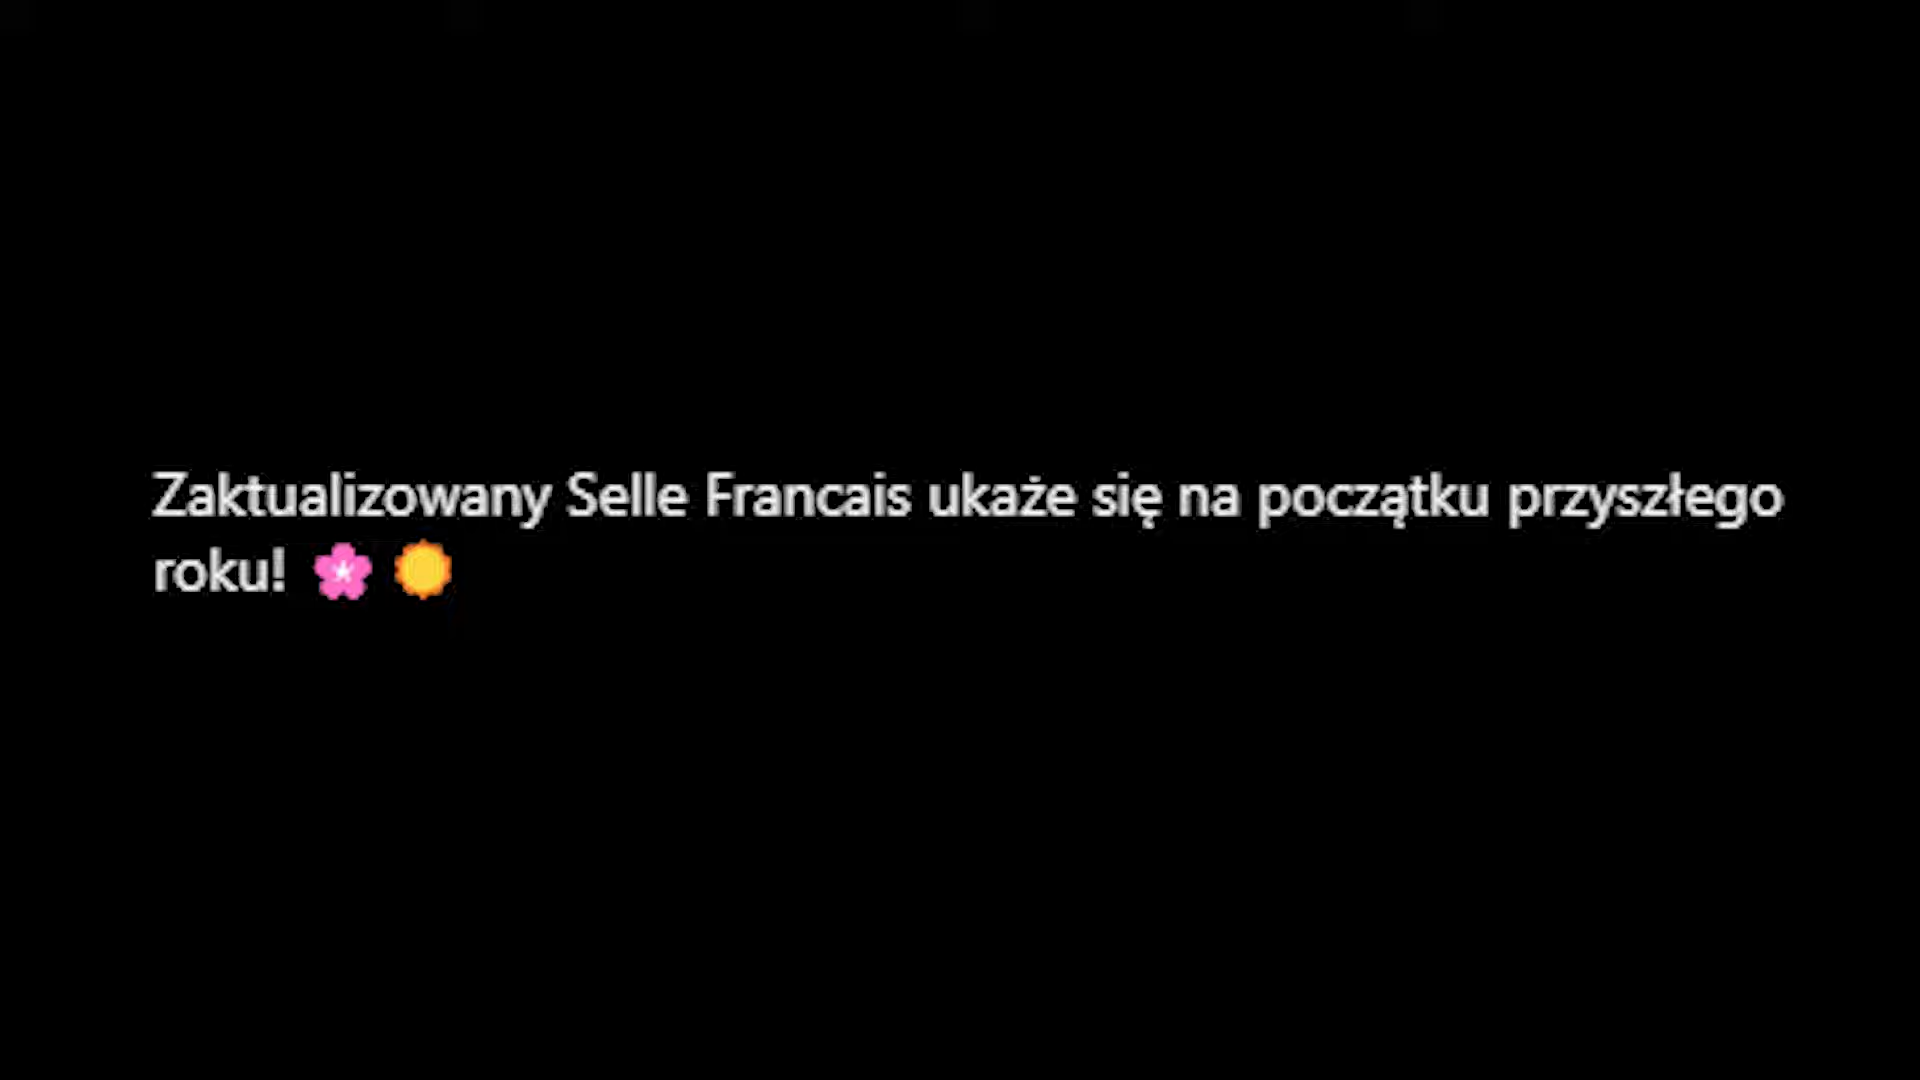 Zaktualizowany Selle Francais ukaże się na początku przyszłego
roku! 🌸 🌞